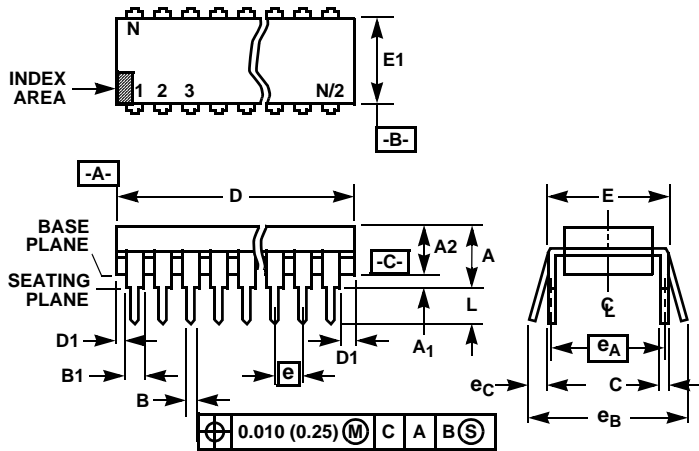 N
INDEX AREA
1 2 3 N/2
E1
-B-
-A-
D
E
BASE PLANE
A2
A
-C-
SEATING PLANE
L
D1
A1
D1
B1
e
B
℄
eA
eC
C
eB
0.010 (0.25) Ⓜ C A B Ⓢ